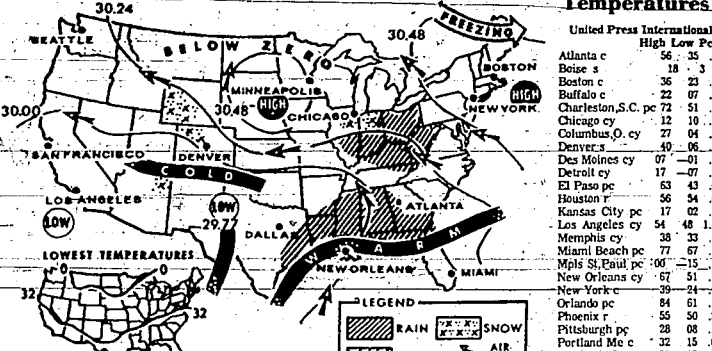 30.24
30.48
FREEZING
SEATTLE
BELOW ZERO
BOSTON
MINNEAPOLIS
30.48
HIGH
HIGH
30.00
CHICAGO
NEW YORK
SAN FRANCISCO
DENVER
COLD
LOS ANGELES
LOW
LOW
29.77
ATLANTA
DALLAS
WARM
LOWEST TEMPERATURES
NEW ORLEANS
MIAMI
0
0
32
32
LEGEND
RAIN
SNOW
AIR
Temperatures
United Press International
High Low Pc
Atlanta c 56 35
Boise s 18 3
Boston c 36 23
Buffalo c 22 07
Charleston,S.C. pc 72 51
Chicago cy 12 10
Columbus,O. cy 27 04
Denver s 40 06
Des Moines cy 07 —01
Detroit cy 17 —07
El Paso pc 63 43
Houston r 56 54
Kansas City pc 17 02
Los Angeles cy 54 48 1.
Memphis cy 38 33
Miami Beach pc 77 67
Mpls St.Paul pc 00 —15
New Orleans cy 67 51
New York c 39 24
Orlando pc 84 61
Phoenix r 55 50
Pittsburgh pc 28 08
Portland Me c 32 15